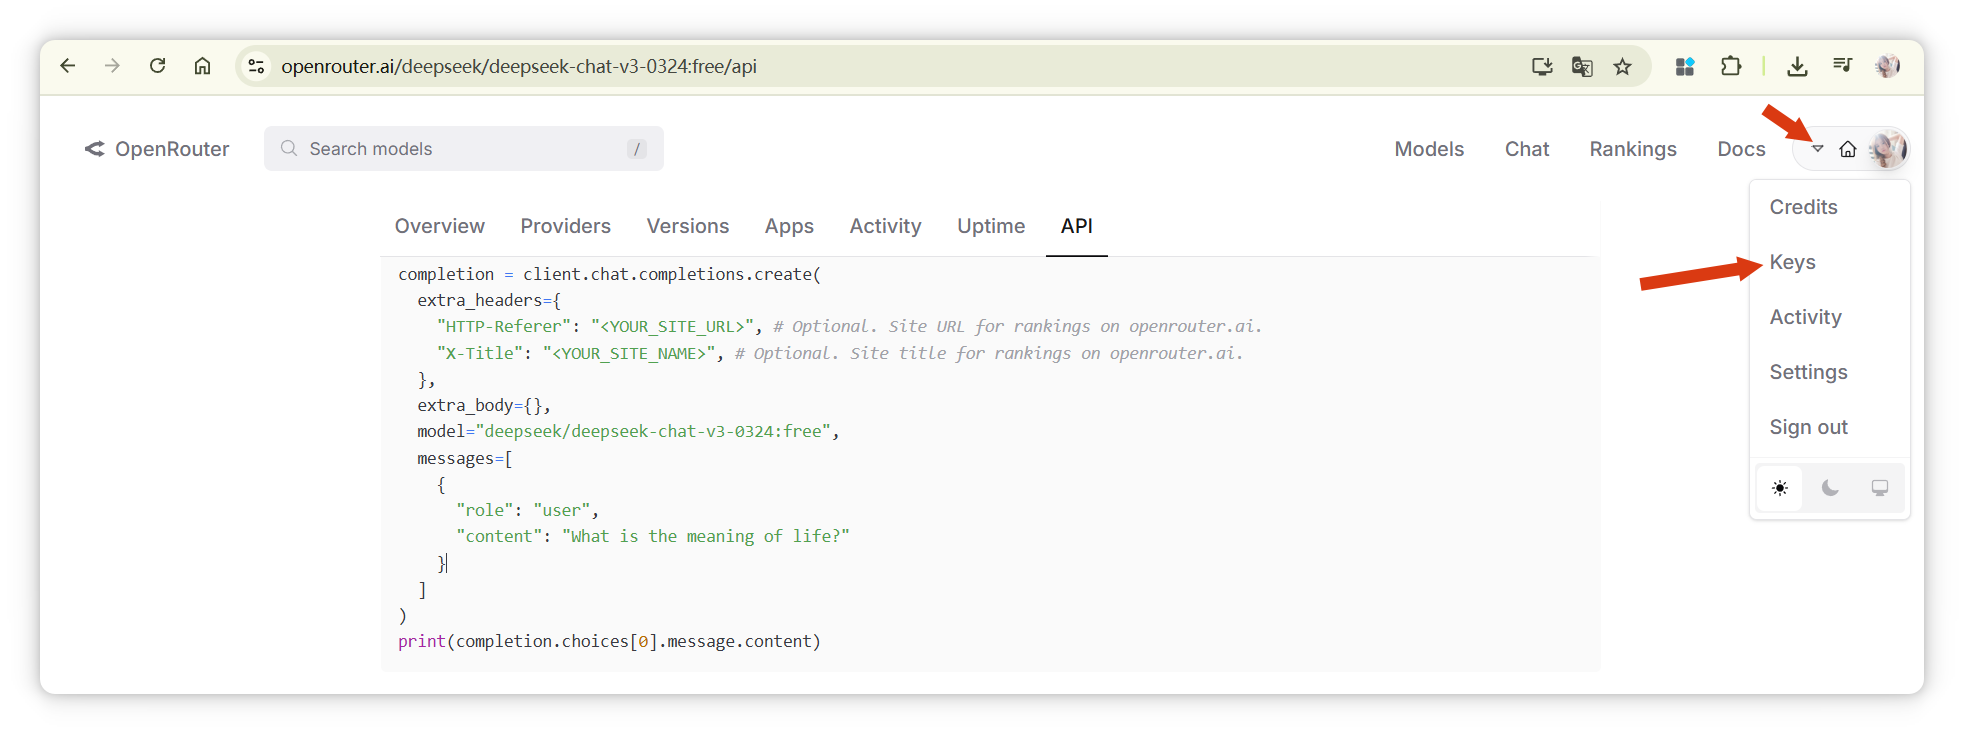 openrouter.ai/deepseek/deepseek-chat-v3-0324:free/api
OpenRouter
Search models
/
Models
Chat
Rankings
Docs
Overview
Providers
Versions
Apps
Activity
Uptime
API
completion = client.chat.completions.create(
  extra_headers={
    "HTTP-Referer": "<YOUR_SITE_URL>", # Optional. Site URL for rankings on openrouter.ai.
    "X-Title": "<YOUR_SITE_NAME>", # Optional. Site title for rankings on openrouter.ai.
  },
  extra_body={},
  model="deepseek/deepseek-chat-v3-0324:free",
  messages=[
    {
      "role": "user",
      "content": "What is the meaning of life?"
    }
  ]
)
print(completion.choices[0].message.content)
Credits
Keys
Activity
Settings
Sign out